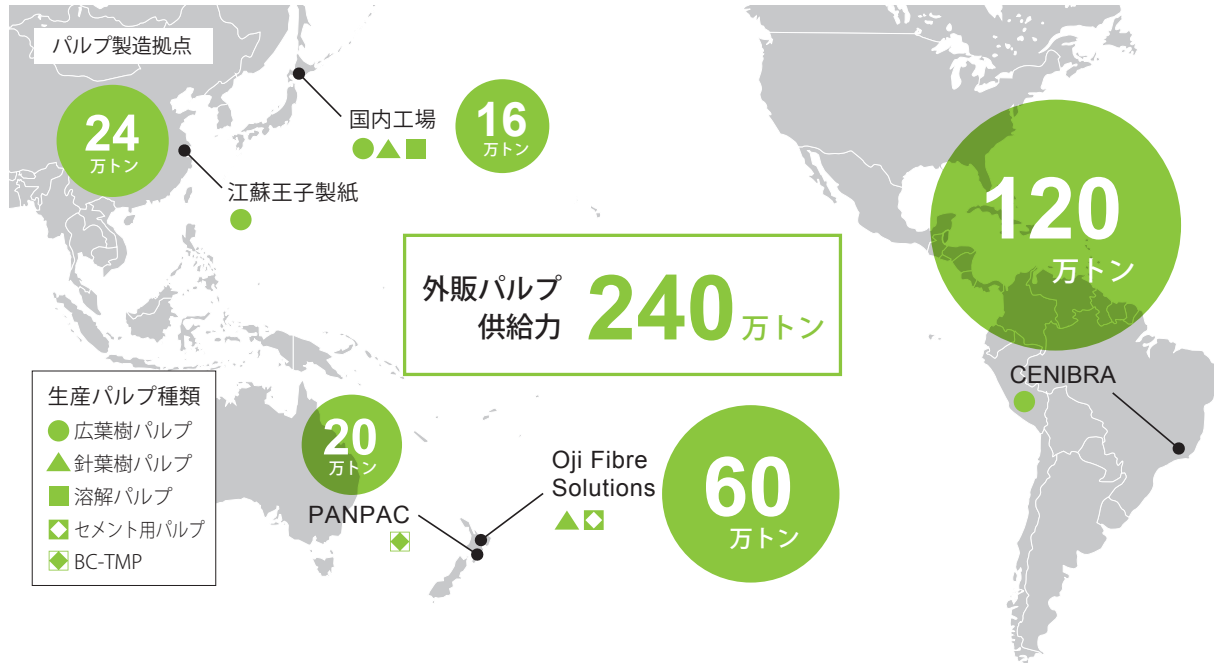 パルプ製造拠点
24
万トン
国内工場
16
万トン
江蘇王子製紙
120
万トン
外販パルプ
供給力
240 万トン
CENIBRA
生産パルプ種類
広葉樹パルプ
針葉樹パルプ
溶解パルプ
セメント用パルプ
BC-TMP
20
万トン
PANPAC
Oji Fibre
Solutions
60
万トン